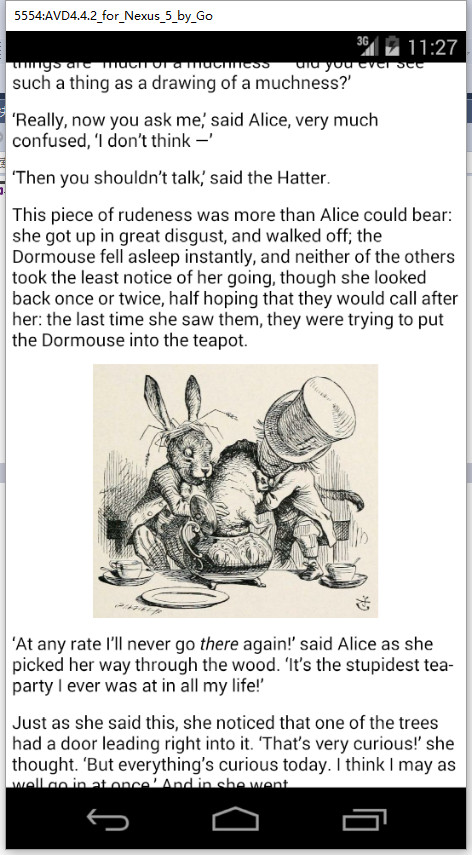 5554:AVD4.4.2_for_Nexus_5_by_Go
3G 11:27
things are “much of a muchness” did you ever see
such a thing as a drawing of a muchness?’
‘Really, now you ask me,’ said Alice, very much
confused, ‘I don’t think —’
‘Then you shouldn’t talk,’ said the Hatter.
This piece of rudeness was more than Alice could bear:
she got up in great disgust, and walked off; the
Dormouse fell asleep instantly, and neither of the others
took the least notice of her going, though she looked
back once or twice, half hoping that they would call after
her: the last time she saw them, they were trying to put
the Dormouse into the teapot.
‘At any rate I’ll never go there again!’ said Alice as she
picked her way through the wood. ‘It’s the stupidest tea-
party I ever was at in all my life!’
Just as she said this, she noticed that one of the trees
had a door leading right into it. ‘That’s very curious!’ she
thought. ‘But everything’s curious today. I think I may as
well go in at once.’ And in she went.